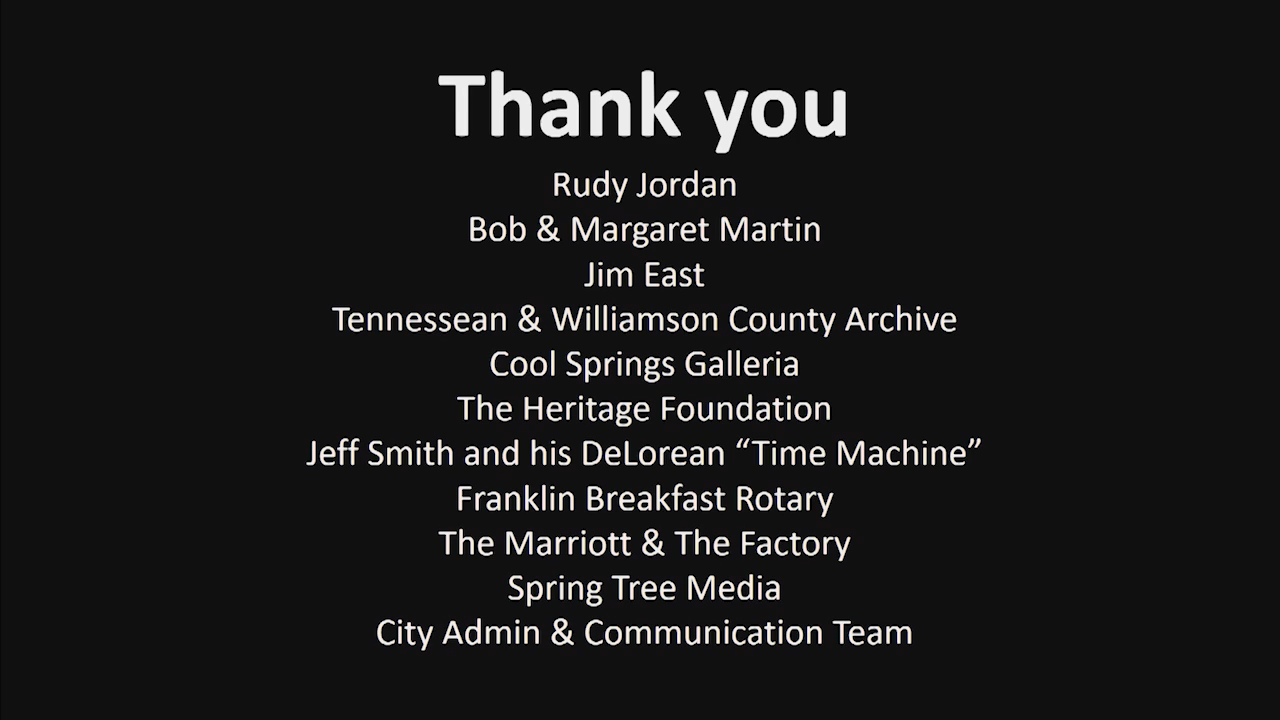 Thank you
Rudy Jordan
Bob & Margaret Martin
Jim East
Tennessean & Williamson County Archive
Cool Springs Galleria
The Heritage Foundation
Jeff Smith and his DeLorean “Time Machine”
Franklin Breakfast Rotary
The Marriott & The Factory
Spring Tree Media
City Admin & Communication Team